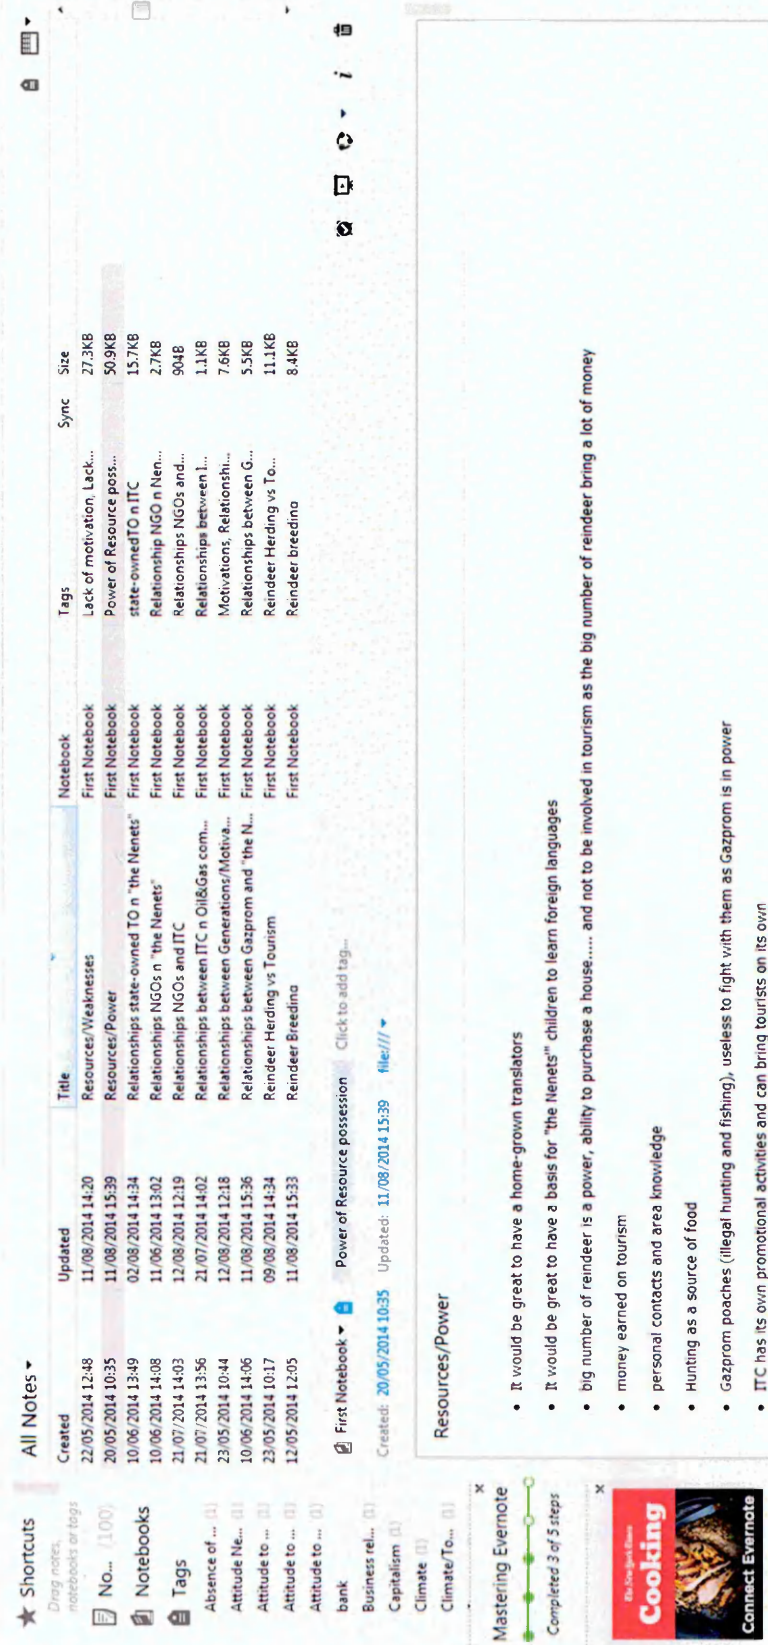 Shortcuts
Drag notes,
notebooks or tags
No... (100)
Notebooks
Tags
Absence of ... (1)
Attitude Ne... (1)
Attitude to ... (1)
Attitude to ... (1)
Attitude to ... (1)
bank
Business rel... (1)
Capitalism (1)
Climate (1)
Climate/To... (1)
Mastering Evernote
Completed 3 of 5 steps
The New York Times
Cooking
Connect Evernote
All Notes
Created Updated Title Notebook Tags Sync Size
22/05/2014 12:48 11/08/2014 14:20 Resources/Weaknesses First Notebook Lack of motivation, Lack... 27.3KB
20/05/2014 10:35 11/08/2014 15:39 Resources/Power First Notebook Power of Resource poss... 50.9KB
10/06/2014 13:49 02/08/2014 14:34 Relationships state-owned TO n "the Nenets" First Notebook state-ownedTO n ITC 15.7KB
10/06/2014 14:08 11/06/2014 13:02 Relationships NGOs n "the Nenets" First Notebook Relationship NGO n Nen... 2.7KB
21/07/2014 14:03 12/08/2014 12:19 Relationships NGOs and ITC First Notebook Relationships NGOs and... 904B
21/07/2014 13:56 21/07/2014 14:02 Relationships between ITC n Oil&Gas com... First Notebook Relationships between I... 1.1KB
23/05/2014 10:44 12/08/2014 12:18 Relationships between Generations/Motiva... First Notebook Motivations, Relationshi... 7.6KB
10/06/2014 14:06 11/08/2014 15:36 Relationships between Gazprom and "the N... First Notebook Relationships between G... 5.5KB
23/05/2014 10:17 09/08/2014 14:34 Reindeer Herding vs Tourism First Notebook Reindeer Herding vs To... 11.1KB
12/05/2014 12:05 11/08/2014 15:33 Reindeer Breeding First Notebook Reindeer breeding 8.4KB
First Notebook Power of Resource possession Click to add tag...
Created: 20/05/2014 10:35 Updated: 11/08/2014 15:39 file:///
Resources/Power
• It would be great to have a home-grown translators
• It would be great to have a basis for "the Nenets'" children to learn foreign languages
• big number of reindeer is a power, ability to purchase a house..... and not to be involved in tourism as the big number of reindeer bring a lot of money
• money earned on tourism
• personal contacts and area knowledge
• Hunting as a source of food
• Gazprom poaches (illegal hunting and fishing), useless to fight with them as Gazprom is in power
• ITC has its own promotional activities and can bring tourists on its own